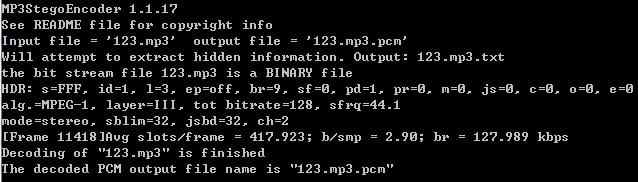 MP3StegoEncoder 1.1.17
See README file for copyright info
Input file = '123.mp3'  output file = '123.mp3.pcm'
Will attempt to extract hidden information. Output: 123.mp3.txt
the bit stream file 123.mp3 is a BINARY file
HDR: s=FFF, id=1, l=3, ep=off, br=9, sf=0, pd=1, pr=0, m=0, js=0, c=0, o=0, e=0
alg.=MPEG-1, layer=III, tot bitrate=128, sfrq=44.1
mode=stereo, sblim=32, jsbd=32, ch=2
[Frame 11418]Avg slots/frame = 417.923; b/smp = 2.90; br = 127.989 kbps
Decoding of "123.mp3" is finished
The decoded PCM output file name is "123.mp3.pcm"